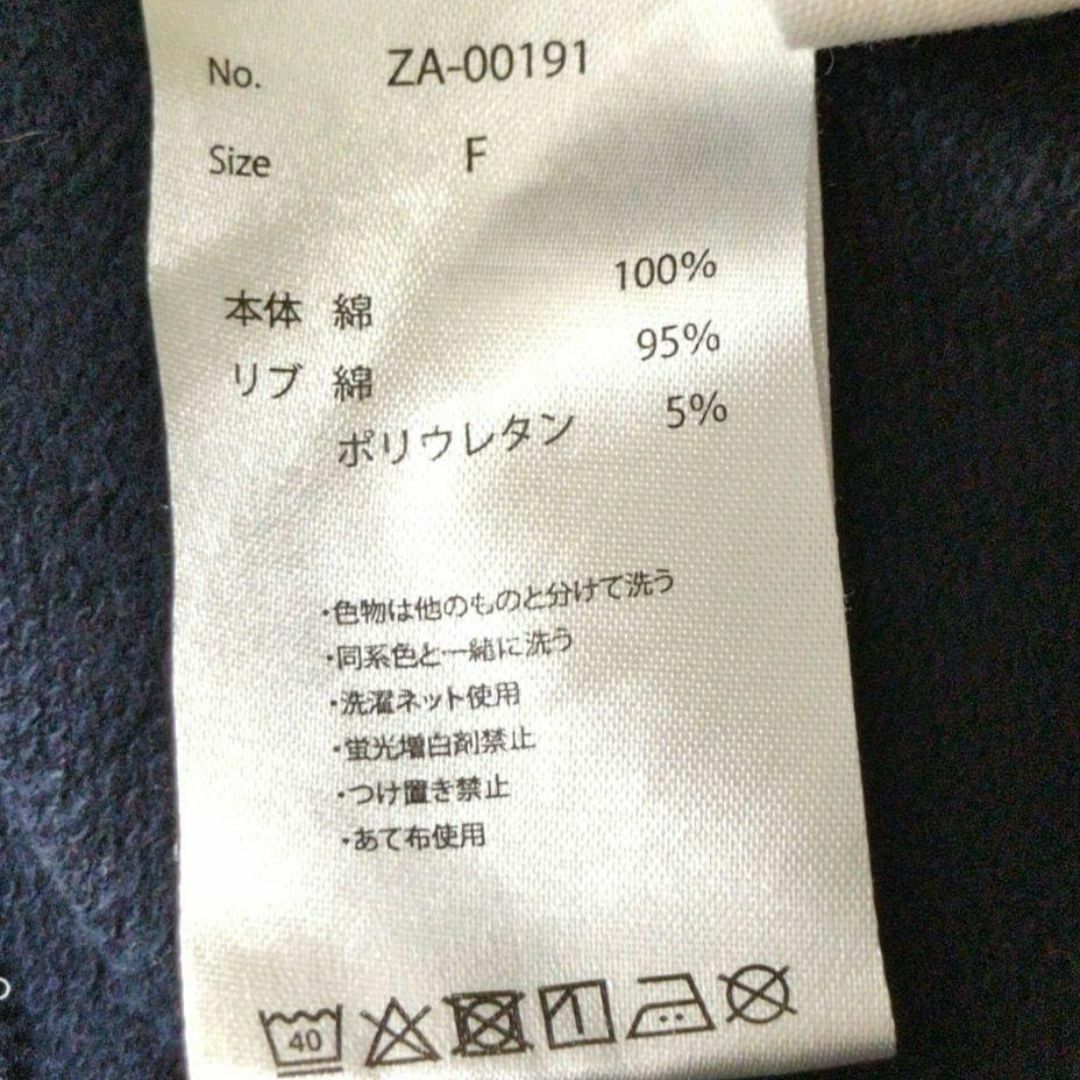 No. ZA-00191
Size F
本体 綿 100%
リブ 綿 95%
ポリウレタン 5%
・色物は他のものと分けて洗う
・同系色と一緒に洗う
・洗濯ネット使用
・蛍光増白剤禁止
・つけ置き禁止
・あて布使用
40